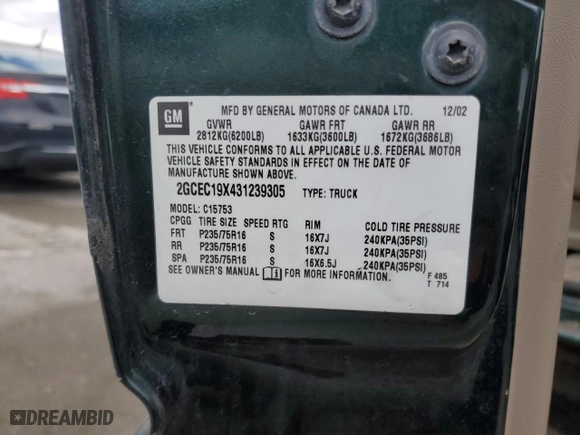 GM
MFD BY GENERAL MOTORS OF CANADA LTD. 12/02
GVWR GAWR FRT GAWR RR
2812KG(6200LB) 1633KG(3600LB) 1672KG(3686LB)
THIS VEHICLE CONFORMS TO ALL APPLICABLE U.S. FEDERAL MOTOR
VEHICLE SAFETY STANDARDS IN EFFECT ON THE DATE OF
MANUFACTURE SHOWN ABOVE.
2GCEC19X431239305 TYPE: TRUCK
MODEL: C15753
CPGG TIRE SIZE SPEED RTG RIM COLD TIRE PRESSURE
FRT P235/75R16 S 16X7J 240KPA(35PSI)
RR P235/75R16 S 16X7J 240KPA(35PSI)
SPA P235/75R16 S 16X6.5J 240KPA(35PSI)
SEE OWNER'S MANUAL FOR MORE INFORMATION.
F 485
T 714
DREAMBID